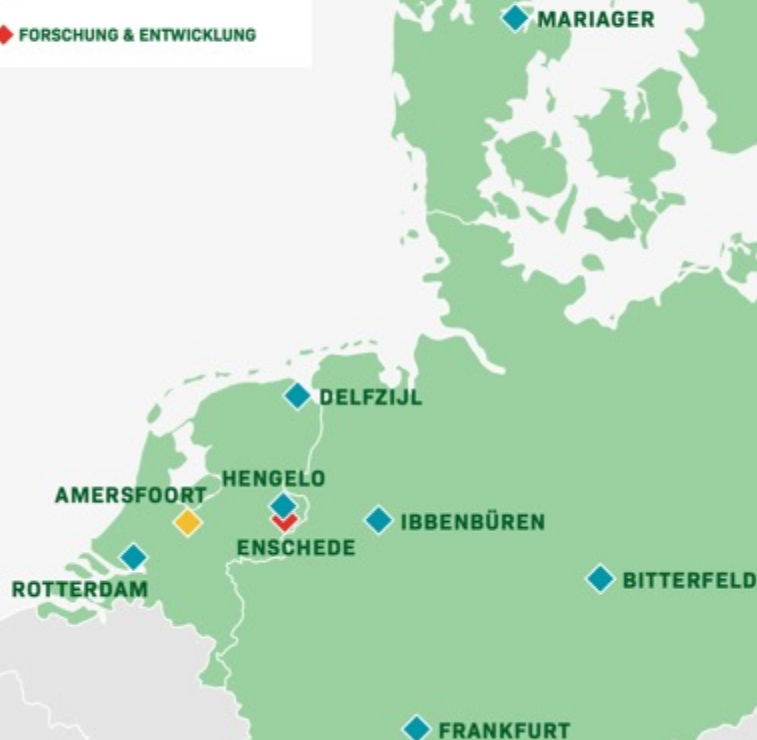 MARIAGER
FORSCHUNG & ENTWICKLUNG
DELFZIJL
HENGELO
AMERSFOORT
IBBENBÜREN
ENSCHEDE
BITTERFELD
ROTTERDAM
FRANKFURT